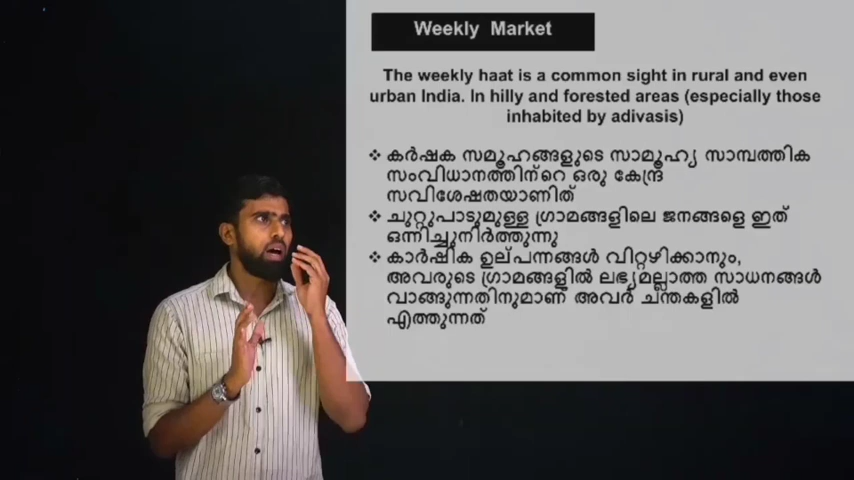 Weekly Market
The weekly haat is a common sight in rural and even
urban India. In hilly and forested areas (especially those
inhabited by adivasis)
❖ കർഷക സമൂഹങ്ങളുടെ സാമൂഹ്യ സാമ്പത്തിക
സംവിധാനത്തിന്റെ ഒരു കേന്ദ്ര
സവിശേഷതയാണിത്
❖ ചുറ്റുപാടുമുള്ള ഗ്രാമങ്ങളിലെ ജനങ്ങളെ ഇത്
ഒന്നിച്ചുനിർത്തുന്നു
❖ കാർഷിക ഉല്പന്നങ്ങൾ വിറ്റഴിക്കാനും,
അവരുടെ ഗ്രാമങ്ങളിൽ ലഭ്യമല്ലാത്ത സാധനങ്ങൾ
വാങ്ങുന്നതിനുമാണ് അവർ ചന്തകളിൽ
എത്തുന്നത്